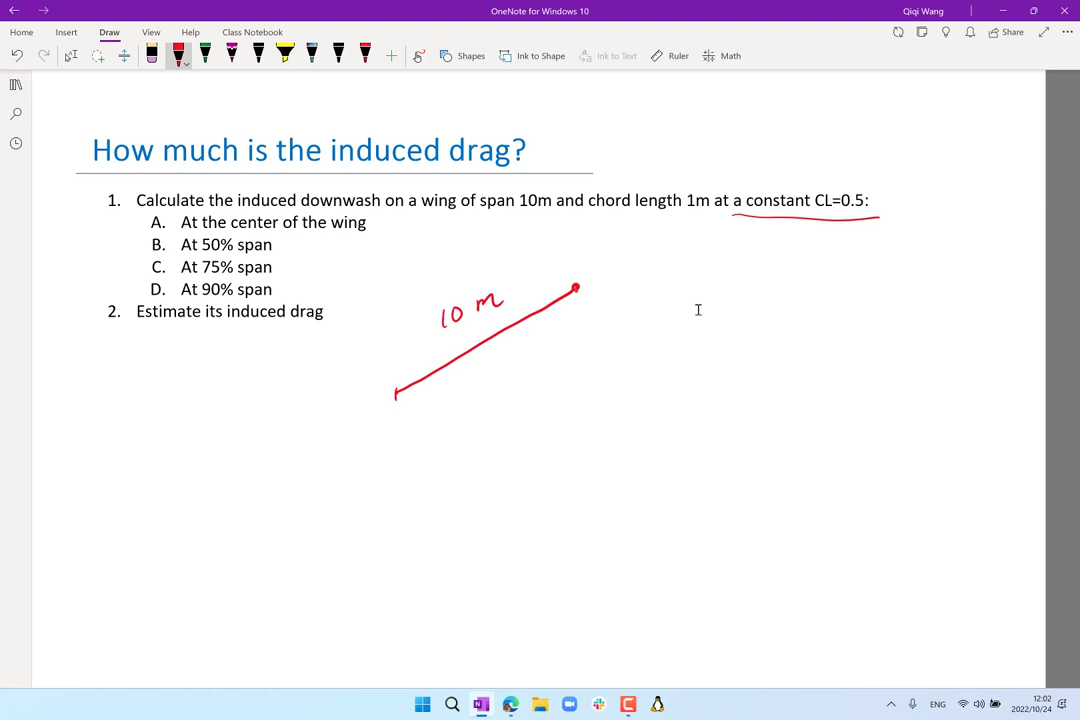 OneNote for Windows 10
Qiqi Wang
Home Insert Draw View Help Class Notebook
Share
Shapes Ink to Shape Ink to Text Ruler Math
How much is the induced drag?
1. Calculate the induced downwash on a wing of span 10m and chord length 1m at a constant CL=0.5:
A. At the center of the wing
B. At 50% span
C. At 75% span
D. At 90% span
2. Estimate its induced drag
10 m
ENG
12:02
2022/10/24